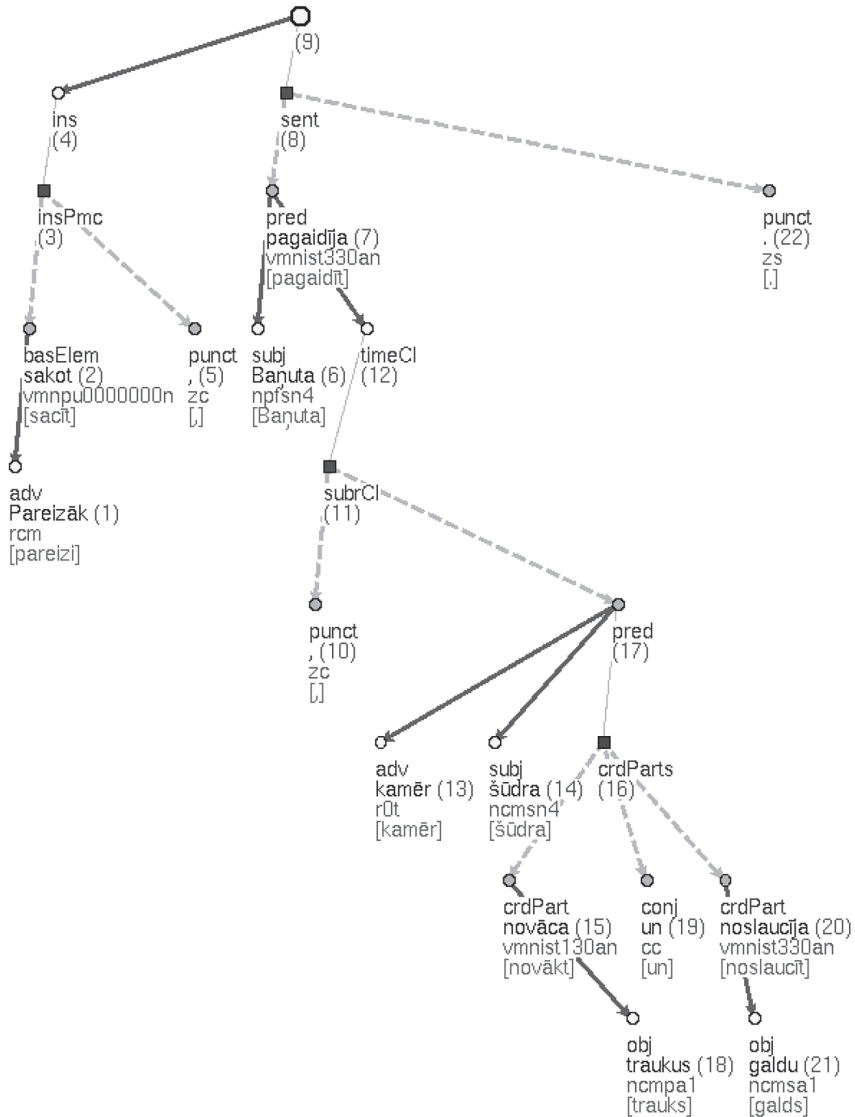 (9)
ins
(4)
sent
(8)
insPmc
(3)
pred
pagaidīja (7)
vmnist330an
[pagaidīt]
punct
. (22)
zs
[.]
basElem
sakot (2)
vmnpu0000000n
[sacīt]
punct
, (5)
zc
[,]
subj
Baņuta (6)
npfsn4
[Baņuta]
timeCl
(12)
adv
Pareizāk (1)
rcm
[pareizi]
subrCl
(11)
punct
, (10)
zc
[,]
pred
(17)
adv
kamēr (13)
r0t
[kamēr]
subj
šūdra (14)
ncmsn4
[šūdra]
crdParts
(16)
crdPart
novāca (15)
vmnist130an
[novākt]
conj
un (19)
cc
[un]
crdPart
noslaucīja (20)
vmnist330an
[noslaucīt]
obj
traukus (18)
ncmpa1
[trauks]
obj
galdu (21)
ncmsa1
[galds]